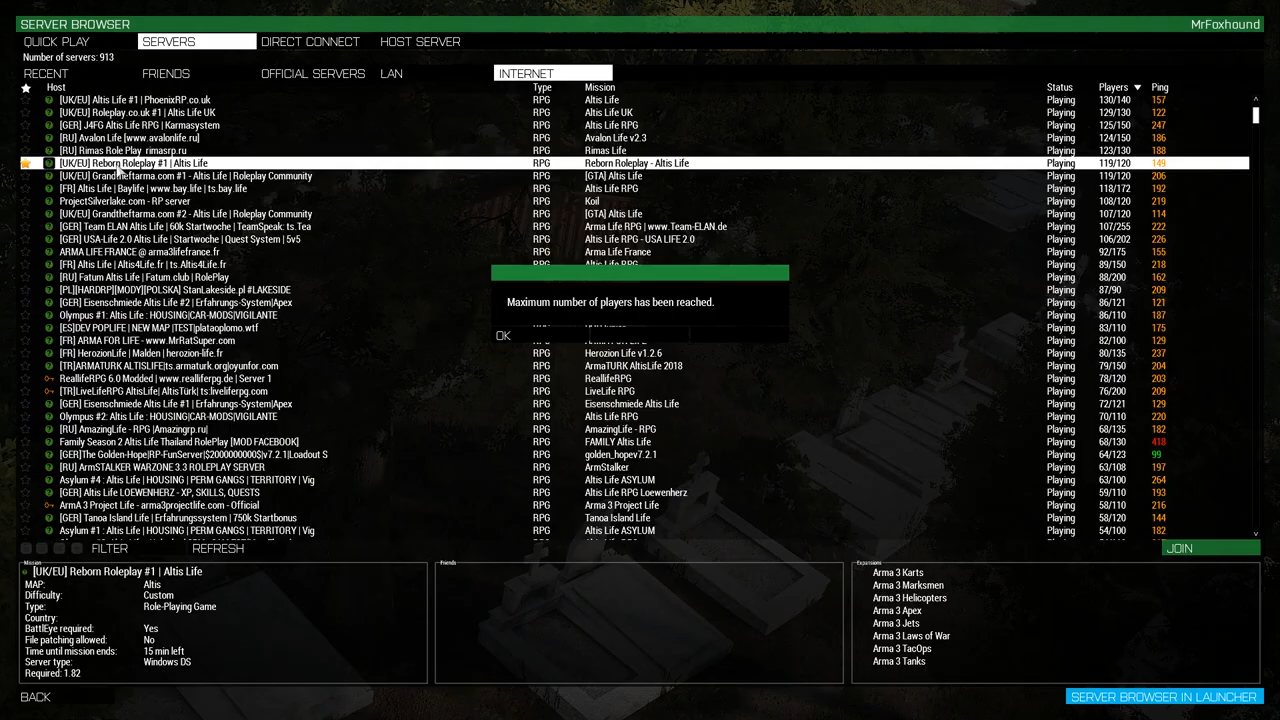 SERVER BROWSER MrFoxhound
QUICK PLAY SERVERS DIRECT CONNECT HOST SERVER
Number of servers: 913
RECENT FRIENDS OFFICIAL SERVERS LAN INTERNET
Host Type Mission Status Players Ping
[UK/EU] Altis Life #1 | PhoenixRP.co.uk RPG Altis Life Playing 130/140 157
[UK/EU] Roleplay.co.uk #1 | Altis Life UK RPG Altis Life UK Playing 129/130 122
[GER] J4FG Altis Life RPG | Karmasystem RPG Altis Life RPG Playing 125/150 247
[RU] Avalon Life [www.avalonlife.ru] RPG Avalon Life v2.3 Playing 124/150 186
[RU] Rimas Role Play rimasrp.ru RPG Rimas Life Playing 123/130 188
[UK/EU] Reborn Roleplay #1 | Altis Life RPG Reborn Roleplay - Altis Life Playing 119/120 149
[UK/EU] Grandtheftarma.com #1 - Altis Life | Roleplay Community RPG [GTA] Altis Life Playing 119/120 206
[FR] Altis Life | Baylife | www.bay.life | ts.bay.life RPG Altis Life RPG Playing 118/172 192
ProjectSilverlake.com - RP server RPG Koil Playing 108/120 219
[UK/EU] Grandtheftarma.com #2 - Altis Life | Roleplay Community RPG [GTA] Altis Life Playing 107/120 114
[GER] Team ELAN Altis Life | 60k Startwoche | TeamSpeak: ts.Tea RPG Arma Life RPG | www.Team-ELAN.de Playing 107/255 222
[GER] USA-Life 2.0 Altis Life | Startwoche | Quest System | 5v5 RPG Altis Life RPG - USA LIFE 2.0 Playing 106/202 226
ARMA LIFE FRANCE @ arma3lifefrance.fr RPG Arma Life France Playing 92/175 155
[FR] Altis Life | Altis4Life.fr | ts.Altis4Life.fr RPG Altis Life RPG Playing 89/150 218
[RU] Fatum Altis Life | Fatum.club | RolePlay Playing 88/200 162
[PL][HARDRP][MODY][POLSKA] StanLakeside.pl #LAKESIDE Playing 87/90 209
[GER] Eisenschmiede Altis Life #2 | Erfahrungs-System|Apex Playing 86/121 121
Maximum number of players has been reached.
Olympus #1: Altis Life : HOUSING|CAR-MODS|VIGILANTE Playing 86/110 187
[ES]DEV POPLIFE | NEW MAP |TEST|plataoplomo.wtf Playing 83/110 175
OK
[FR] ARMA FOR LIFE - www.MrRatSuper.com Playing 82/100 129
[FR] HerozionLife | Malden | herozion-life.fr RPG Herozion Life v1.2.6 Playing 80/135 237
[TR]ARMATURK ALTISLIFE|ts.armaturk.org|oyunfor.com RPG ArmaTURK AltisLife 2018 Playing 79/150 204
ReallifeRPG 6.0 Modded | www.realliferpg.de | Server 1 RPG ReallifeRPG Playing 78/120 203
[TR]LiveLifeRPG AltisLife| AltisTürk| ts:liveliferpg.com RPG LiveLife RPG Playing 76/200 209
[GER] Eisenschmiede Altis Life #1 | Erfahrungs-System|Apex RPG Eisenschmiede Altis Life Playing 72/121 129
Olympus #2: Altis Life : HOUSING|CAR-MODS|VIGILANTE RPG Altis Life RPG Playing 70/110 220
[RU] AmazingLife - RPG |Amazingrp.ru| RPG AmazingLife - RPG Playing 68/135 182
Family Season 2 Altis Life Thailand RolePlay [MOD FACEBOOK] RPG FAMILY Altis Life Playing 68/130 418
[GER]The Golden-Hope|RP-FunServer|$2000000000$|v7.2.1|Loadout S RPG golden_hopev7.2.1 Playing 64/123 99
[RU] ArmSTALKER WARZONE 3.3 ROLEPLAY SERVER RPG ArmStalker Playing 63/108 197
Asylum #4 : Altis Life | HOUSING | PERM GANGS | TERRITORY | Vig RPG Altis Life ASYLUM Playing 63/100 264
[GER] Altis Life LOEWENHERZ - XP, SKILLS, QUESTS RPG Altis Life RPG Loewenherz Playing 59/110 193
ArmA 3 Project Life - arma3projectlife.com - Official RPG Arma 3 Project Life Playing 58/110 216
[GER] Tanoa Island Life | Erfahrungssystem | 750k Startbonus RPG Tanoa Island Life Playing 58/120 144
Asylum #1 : Altis Life | HOUSING | PERM GANGS | TERRITORY | Vig RPG Altis Life ASYLUM Playing 54/100 182
FILTER REFRESH JOIN
Mission Friends Expansions
[UK/EU] Reborn Roleplay #1 | Altis Life
MAP: Altis
Difficulty: Custom
Type: Role-Playing Game
Country:
BattlEye required: Yes
File patching allowed: No
Time until mission ends: 15 min left
Server type: Windows DS
Required: 1.82
Arma 3 Karts
Arma 3 Marksmen
Arma 3 Helicopters
Arma 3 Apex
Arma 3 Jets
Arma 3 Laws of War
Arma 3 TacOps
Arma 3 Tanks
BACK SERVER BROWSER IN LAUNCHER